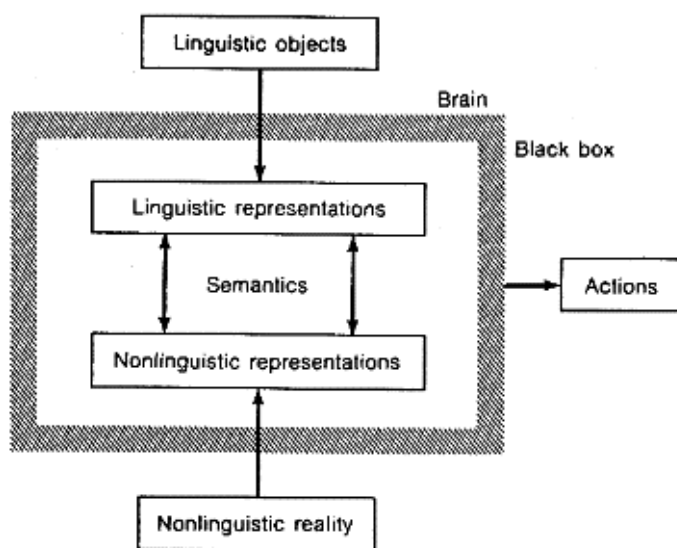 Linguistic objects
Brain
Black box
Linguistic representations
Semantics
Actions
Nonlinguistic representations
Nonlinguistic reality